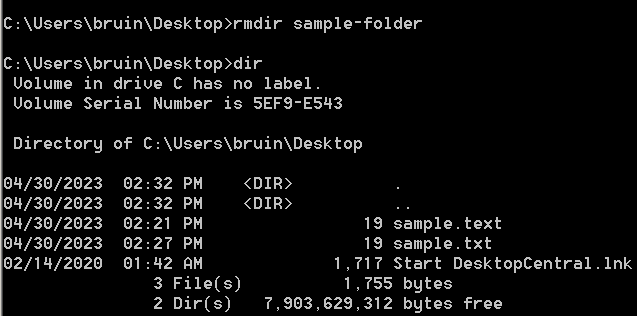 C:\Users\bruin\Desktop>rmdir sample-folder
C:\Users\bruin\Desktop>dir
 Volume in drive C has no label.
 Volume Serial Number is 5EF9-E543
 Directory of C:\Users\bruin\Desktop
04/30/2023  02:32 PM    <DIR>          .
04/30/2023  02:32 PM    <DIR>          ..
04/30/2023  02:21 PM                19 sample.text
04/30/2023  02:27 PM                19 sample.txt
02/14/2020  01:42 AM             1,717 Start DesktopCentral.lnk
               3 File(s)          1,755 bytes
               2 Dir(s)   7,903,629,312 bytes free